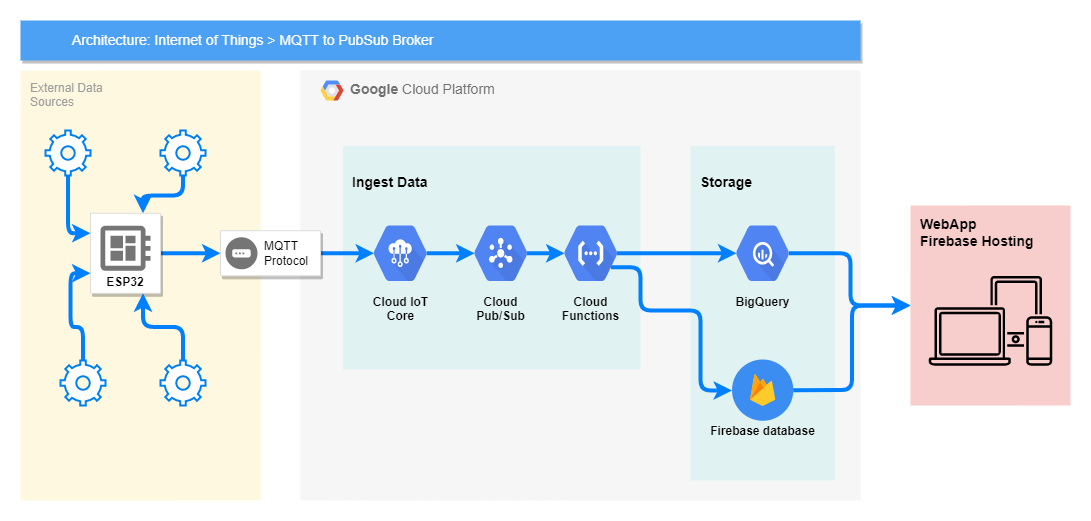 Architecture: Internet of Things > MQTT to PubSub Broker
External Data
Sources
Google Cloud Platform
Ingest Data
Storage
WebApp
Firebase Hosting
MQTT
Protocol
ESP32
Cloud IoT
Core
Cloud
Pub/Sub
Cloud
Functions
BigQuery
Firebase database